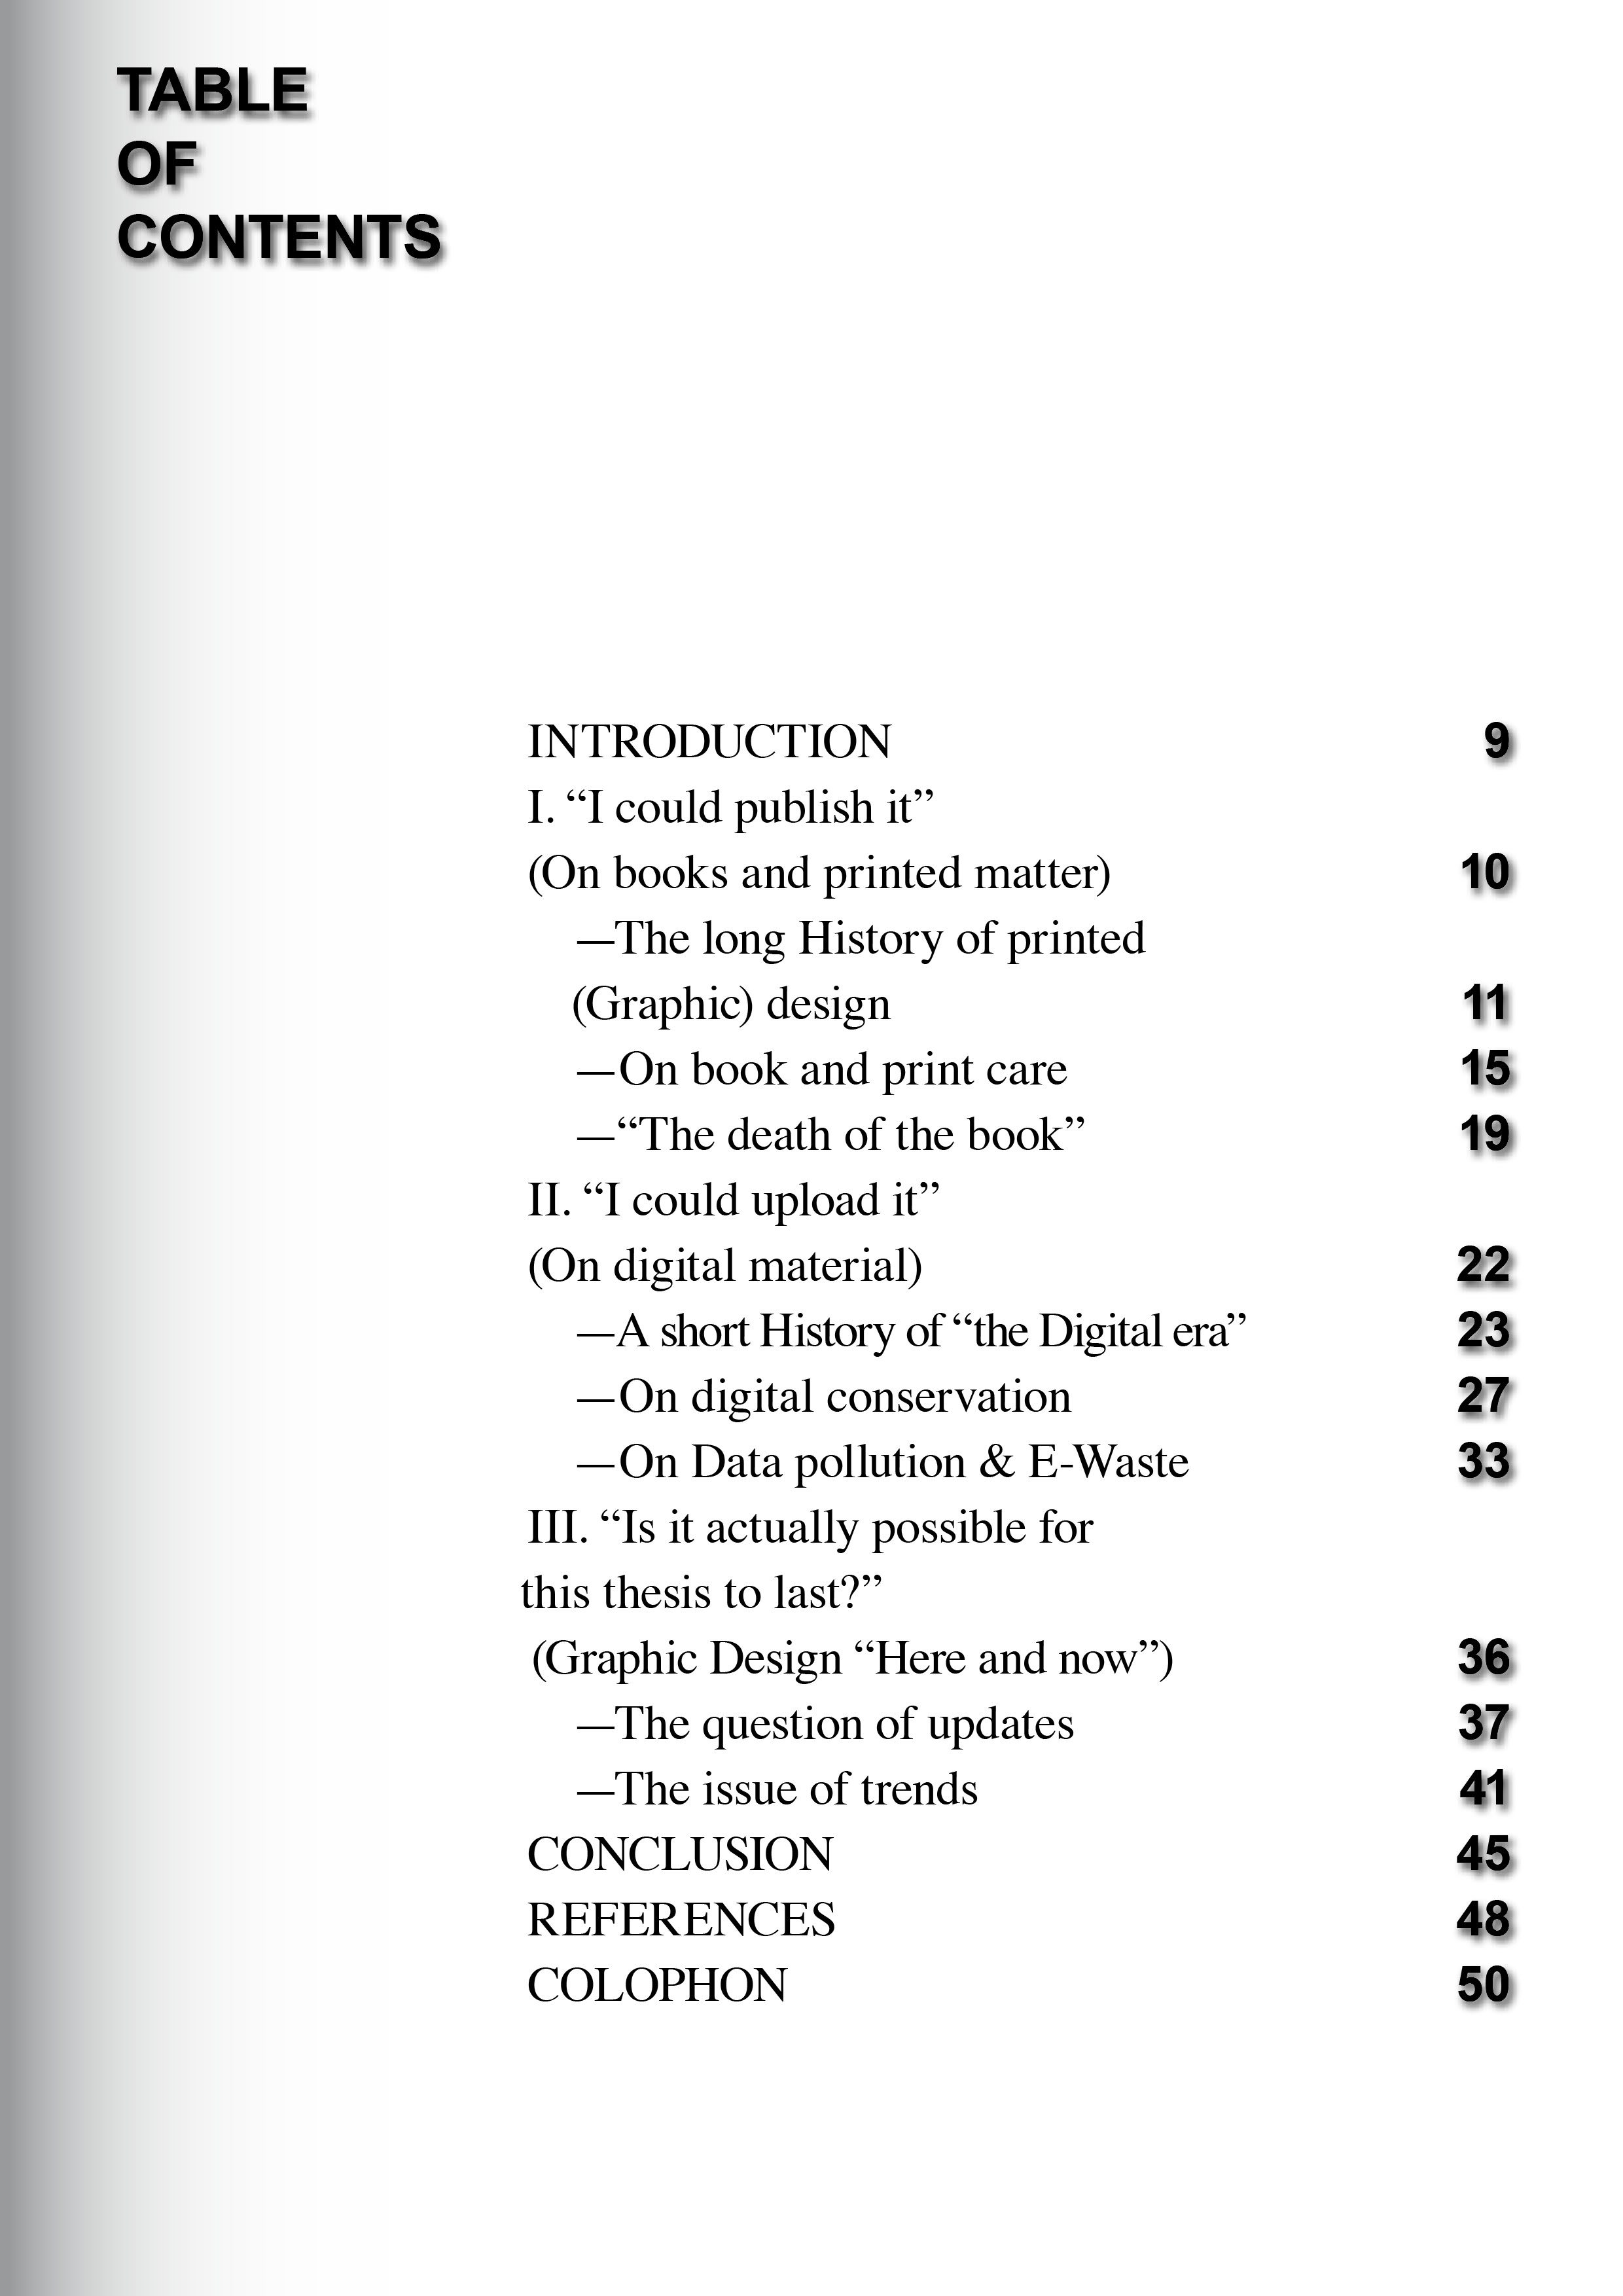 TABLE
OF
CONTENTS
INTRODUCTION 9
I. “I could publish it”
(On books and printed matter) 10
—The long History of printed
(Graphic) design 11
—On book and print care 15
—“The death of the book” 19
II. “I could upload it”
(On digital material) 22
—A short History of “the Digital era” 23
—On digital conservation 27
—On Data pollution & E-Waste 33
III. “Is it actually possible for
this thesis to last?”
(Graphic Design “Here and now”) 36
—The question of updates 37
—The issue of trends 41
CONCLUSION 45
REFERENCES 48
COLOPHON 50